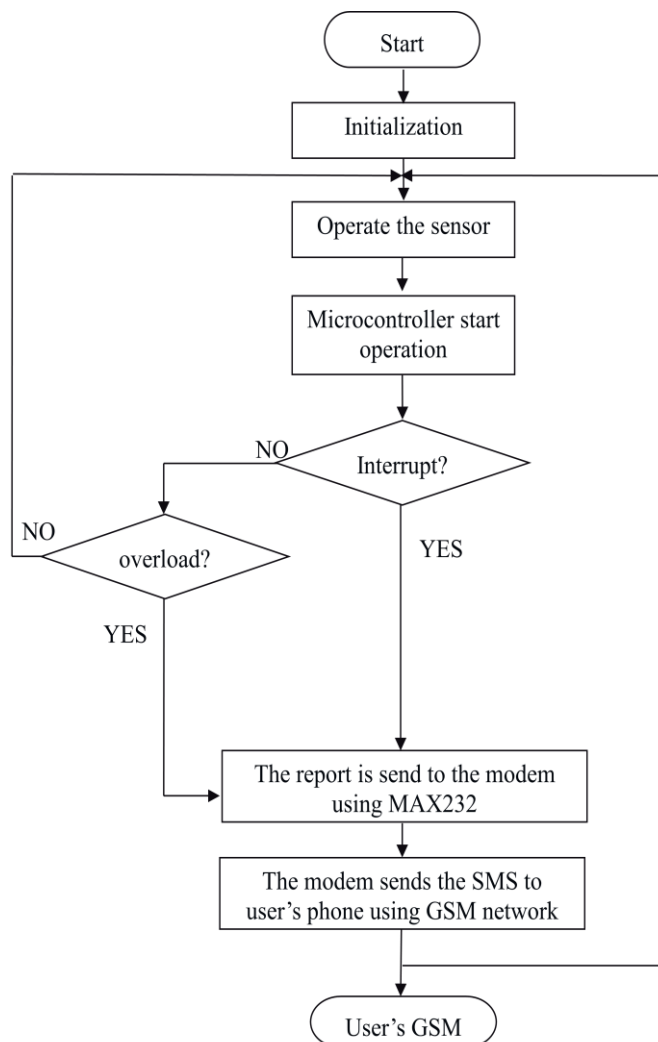 Start
Initialization
Operate the sensor
Microcontroller start
operation
NO
Interrupt?
NO
overload?
YES
YES
The report is send to the modem
using MAX232
The modem sends the SMS to
user's phone using GSM network
User's GSM